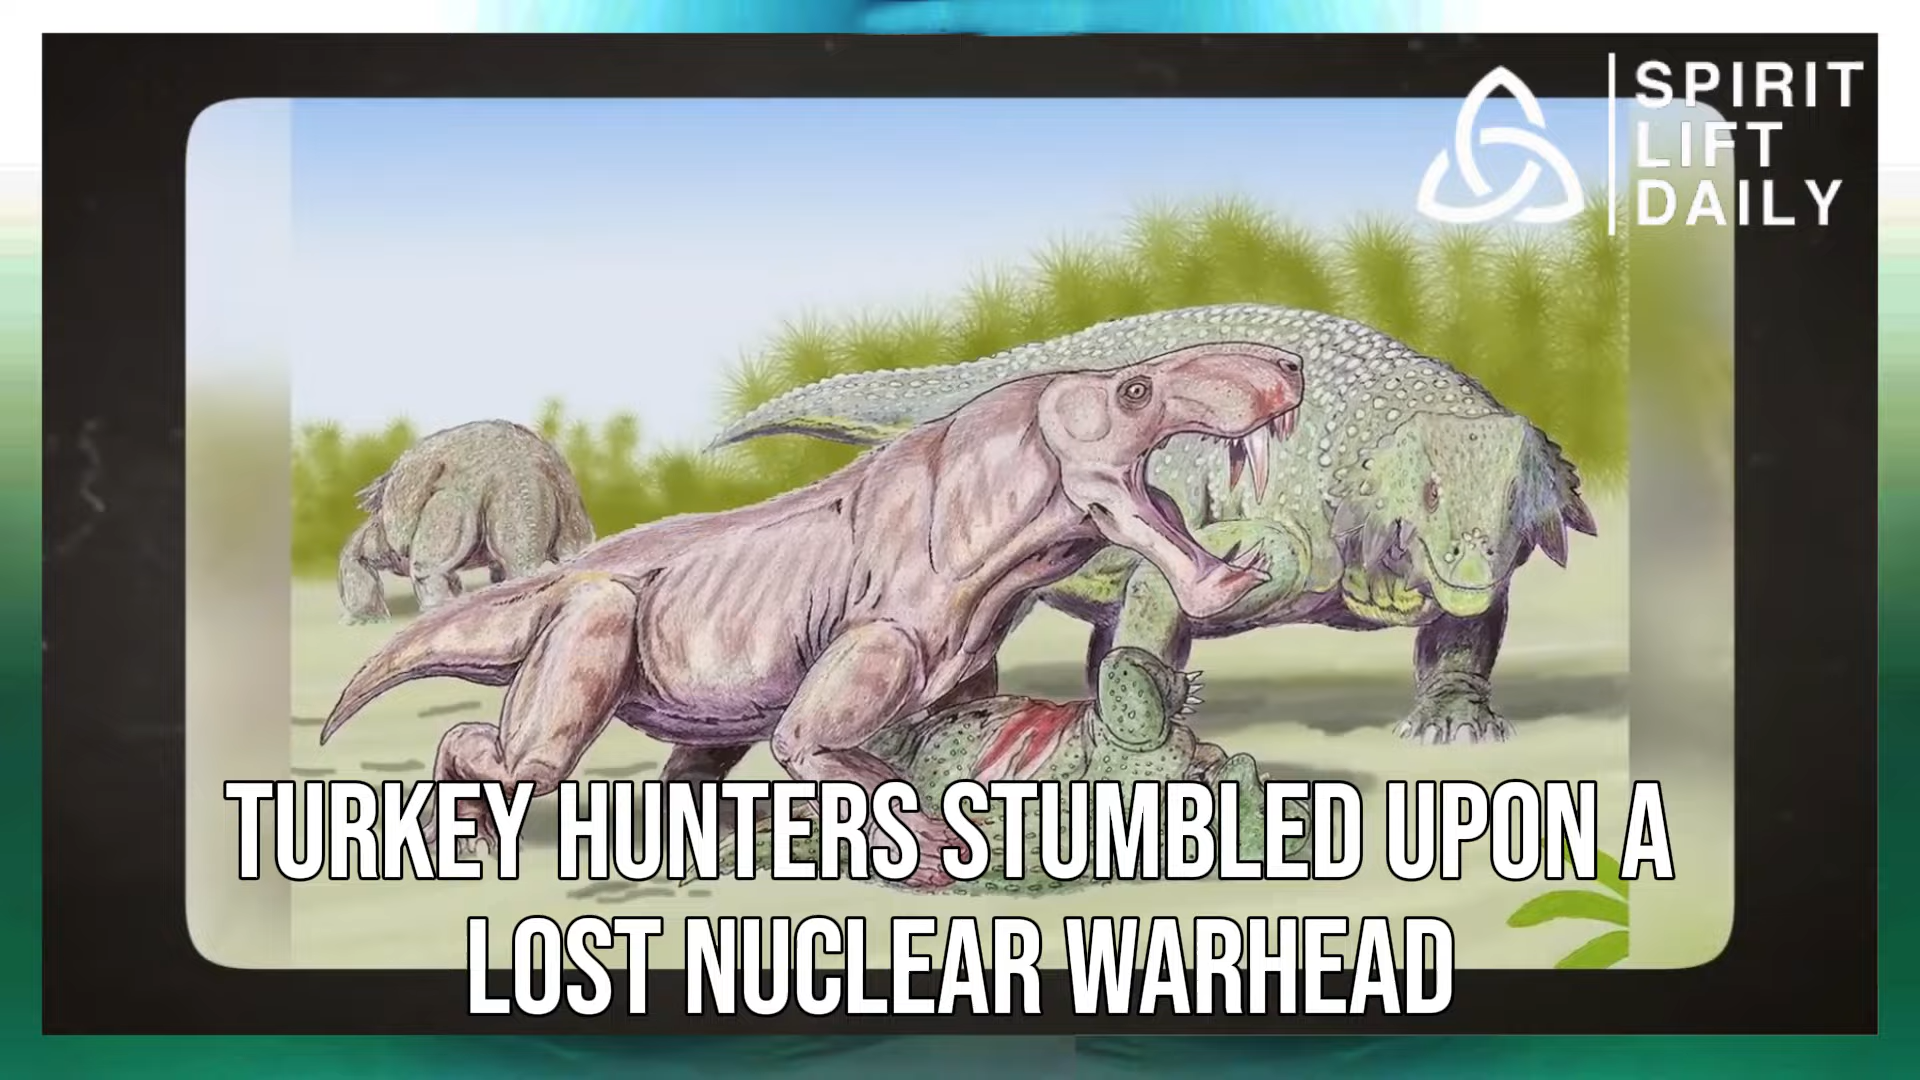 SPIRIT
LIFT
DAILY
TURKEY HUNTERS STUMBLED UPON A
LOST NUCLEAR WARHEAD